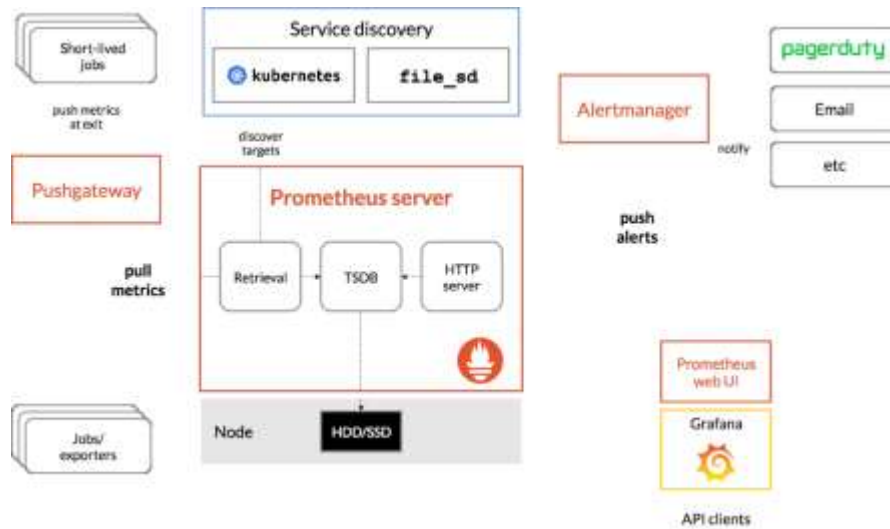 Short-lived
jobs
push metrics
at exit
Pushgateway
pull
metrics
Jobs/
exporters
Service discovery
kubernetes
file_sd
discover
targets
Prometheus server
Retrieval
TSDB
HTTP
server
Node
HDD/SSD
Alertmanager
notify
pagerduty
Email
etc
push
alerts
Prometheus
web UI
Grafana
API clients